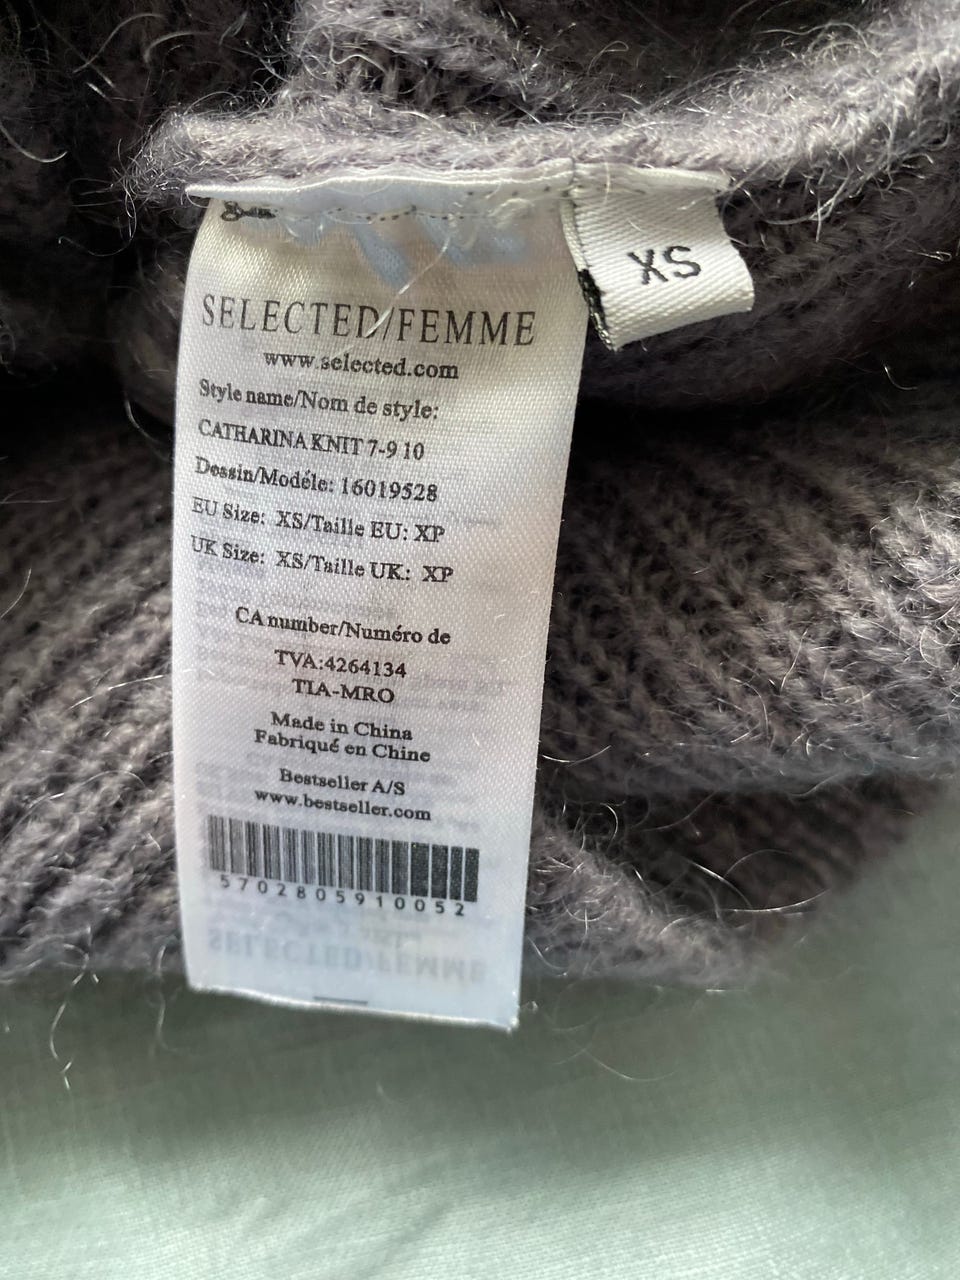 XS
SELECTED/FEMME
www.selected.com
Style name/Nom de style:
CATHARINA KNIT 7-9 10
Dessin/Modéle: 16019528
EU Size: XS/Taille EU: XP
UK Size: XS/Taille UK: XP
CA number/Numéro de
TVA:4264134
TIA-MRO
Made in China
Fabriqué en Chine
Bestseller A/S
www.bestseller.com
5702805910052